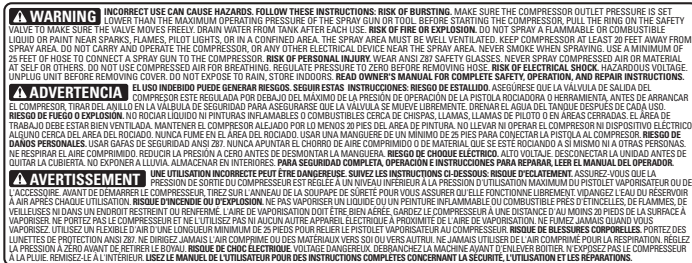 WARNING INCORRECT USE CAN CAUSE HAZARDS. FOLLOW THESE INSTRUCTIONS: RISK OF BURSTING. MAKE SURE THE COMPRESSOR OUTLET PRESSURE IS SET
LOWER THAN THE MAXIMUM OPERATING PRESSURE OF THE SPRAY GUN OR TOOL. BEFORE STARTING THE COMPRESSOR, PULL THE RING ON THE SAFETY
VALVE TO MAKE SURE THE VALVE MOVES FREELY. DRAIN WATER FROM TANK AFTER EACH USE. RISK OF FIRE OR EXPLOSION. DO NOT SPRAY A FLAMMABLE OR COMBUSTIBLE
LIQUID OR PAINT NEAR SPARKS, FLAMES, PILOT LIGHTS, OR IN A CONFINED AREA. THE SPRAY AREA MUST BE WELL VENTILATED. KEEP COMPRESSOR AT LEAST 20 FEET AWAY FROM
SPRAY AREA. DO NOT CARRY AND OPERATE THE COMPRESSOR, OR ANY OTHER ELECTRICAL DEVICE NEAR THE SPRAY AREA. NEVER SMOKE WHEN SPRAYING. USE A MINIMUM OF
25 FEET OF HOSE TO CONNECT A SPRAY GUN TO THE COMPRESSOR. RISK OF PERSONAL INJURY. WEAR ANSI Z87 SAFETY GLASSES. NEVER SPRAY COMPRESSED AIR OR MATERIAL
AT SELF OR OTHERS. DO NOT USE COMPRESSED AIR FOR BREATHING. REGULATE PRESSURE TO ZERO BEFORE REMOVING HOSE. RISK OF ELECTRICAL SHOCK. HAZARDOUS VOLTAGE.
UNPLUG UNIT BEFORE REMOVING COVER. DO NOT EXPOSE TO RAIN, STORE INDOORS. READ OWNER'S MANUAL FOR COMPLETE SAFETY, OPERATION, AND REPAIR INSTRUCTIONS.
ADVERTENCIA EL USO INDEBIDO PUEDE GENERAR RIESGOS. SEGUIR ESTAS INSTRUCCIONES: RIESGO DE ESTALLIDO. ASEGÚRESE QUE LA VÁLVULA DE SALIDA DEL
COMPRESOR ESTE REGULADA POR DEBAJO DEL MÁXIMO DE LA PRESIÓN DE OPERACIÓN DE LA PISTOLA ROCIADORA O HERRAMIENTA, ANTES DE ARRANCAR
EL COMPRESOR, TIRAR DEL ANILLO EN LA VÁLVULA DE SEGURIDAD PARA ASEGURARSE QUE LA VÁLVULA SE MUEVE LIBREMENTE. DRENAR EL AGUA DEL TANQUE DESPUÉS DE CADA USO.
RIESGO DE FUEGO O EXPLOSIÓN. NO ROCIAR LÍQUIDO NI PINTURAS INFLAMABLES O COMBUSTIBLES CERCA DE CHISPAS, LLAMAS, LLAMAS DE PILOTO O EN AREAS CERRADAS. EL ÁREA DE
TRABAJO DEBE ESTAR BIEN VENTILADA. MANTENER EL COMPRESOR ALEJADO POR LO MENOS 20 PIES DEL AREA DE PINTURA. NO LLEVAR NI OPERAR EL COMPRESOR NI DISPOSITIVO ELÉCTRICO
ALGUNO CERCA DEL AREA DE ROCIADO. NUNCA FUME EN EL ÁREA DEL ROCIADO. USAR UNA MANGUERE DE UN MÍNIMO DE 25 PIES PARA CONECTAR LA PISTOLA AL COMPRESOR. RIESGO DE
DAÑOS PERSONALES. USAR GAFAS DE SEGURIDAD ANSI Z87. NUNCA APUNTAR EL CHORRO DE AIRE COMPRIMIDO O DE MATERIAL QUE SE ESTÉ ROCIANDO A SÍ MISMO NI A OTRAS PERSONAS.
NE RESPIRAR EL AIRE COMPRIMIDO. REDUCIR LA PRESIÓN A CERO ANTES DE DESMONTAR LA MANGUERA. RIESGO DE CHOQUE ELÉCTRICO. ALTO VOLTAJE. DESCONECTAR LA UNIDAD ANTES DE
QUITAR LA CUBIERTA. NO EXPONER A LLUVIA. ALMACENAR EN INTERIORES. PARA SEGURIDAD COMPLETA, OPERACIÓN E INSTRUCCIONES PARA REPARAR, LEER EL MANUAL DEL OPERADOR.
AVERTISSEMENT UNE UTILISATION INCORRECTE PEUT ÊTRE DANGEREUSE. SUIVEZ LES INSTRUCTIONS CI-DESSOUS: RISQUE D'ECLATEMENT. ASSUREZ-VOUS QUE LA
PRESSION DE SORTIE DU COMPRESSEUR EST RÉGLÉE À UN NIVEAU INFÉRIEUR À LA PRESSION D'UTILISATION MAXIMUM DU PISTOLET VAPORISATEUR OU DE
L'ACCESSOIRE. AVANT DE DÉMARRER LE COMPRESSEUR, TIREZ SUR L'ANNEAU DE LA SOUPAPE DE SÛRETÉ POUR VOUS ASSURER QU'ELLE FONCTIONNE LIBREMENT. VIDANGEZ L'EAU DU RÉSERVOIR
À AIR APRÈS CHAQUE UTILISATION. RISQUE D'INCENDIE OU D'EXPLOSION. NE PAS VAPORISER UN LIQUIDE OU UN PEINTURE INFLAMMABLE OU COMBUSTIBLE PRÈS D'ÉTINCELLES, DE FLAMMES, DE
VEILLEUSES NI DANS UN ENDROIT RESTREINT OU RENFERMÉ. L'AIRE DE VAPORISATION DOIT ÊTRE BIEN AÉRÉE, GARDEZ LE COMPRESSEUR À UNE DISTANCE D'AU MOINS 20 PIEDS DE LA SURFACE À
VAPORISER. NE PORTEZ PAS LE COMPRESSEUR ET NE L'UTILISEZ PAS NI AUCUN AUTRE APPAREIL ÉLECTRIQUE À PROXIMITÉ DE L'AIRE DE VAPORISATION. NE FUMEZ JAMAIS QUAND VOUS
VAPORISEZ. UTILISEZ UN FLEXIBLE D'AIR D'UNE LONGUEUR MINIMUM DE 25 PIEDS POUR RELIER LE PISTOLET VAPORISATEUR AU COMPRESSEUR. RISQUE DE BLESSURES CORPORELLES. PORTEZ DES
LUNETTES DE PROTECTION ANSI Z87. NE DIRIGEZ JAMAIS L'AIR COMPRIME OU DES MATÉRIAUX VERS SOI OU VERS AUTRUI. NE JAMAIS UTILISER DE L'AIR COMPRIMÉ POUR LA RESPIRATION. RÉGLEZ
LA PRESSION À ZERO AVANT DE RETIRER LE BOYAU. RISQUE DE CHOC ÉLECTRIQUE. VOLTAGE DANGEREUX. DEBRANCHEZ LA MACHINE AVANT D'ENLEVER BOITIER. N'EXPOSEZ PAS LE COMPRESSEUR
À LA PLUIE. REMISEZ-LE À L'INTÉRIEUR. LISEZ LE MANUEL DE L'UTILISATEUR POUR DES INSTRUCTIONS COMPLÈTES CONCERNANT LA SÉCURITÉ, L'UTILISATION ET LES RÉPARATIONS.